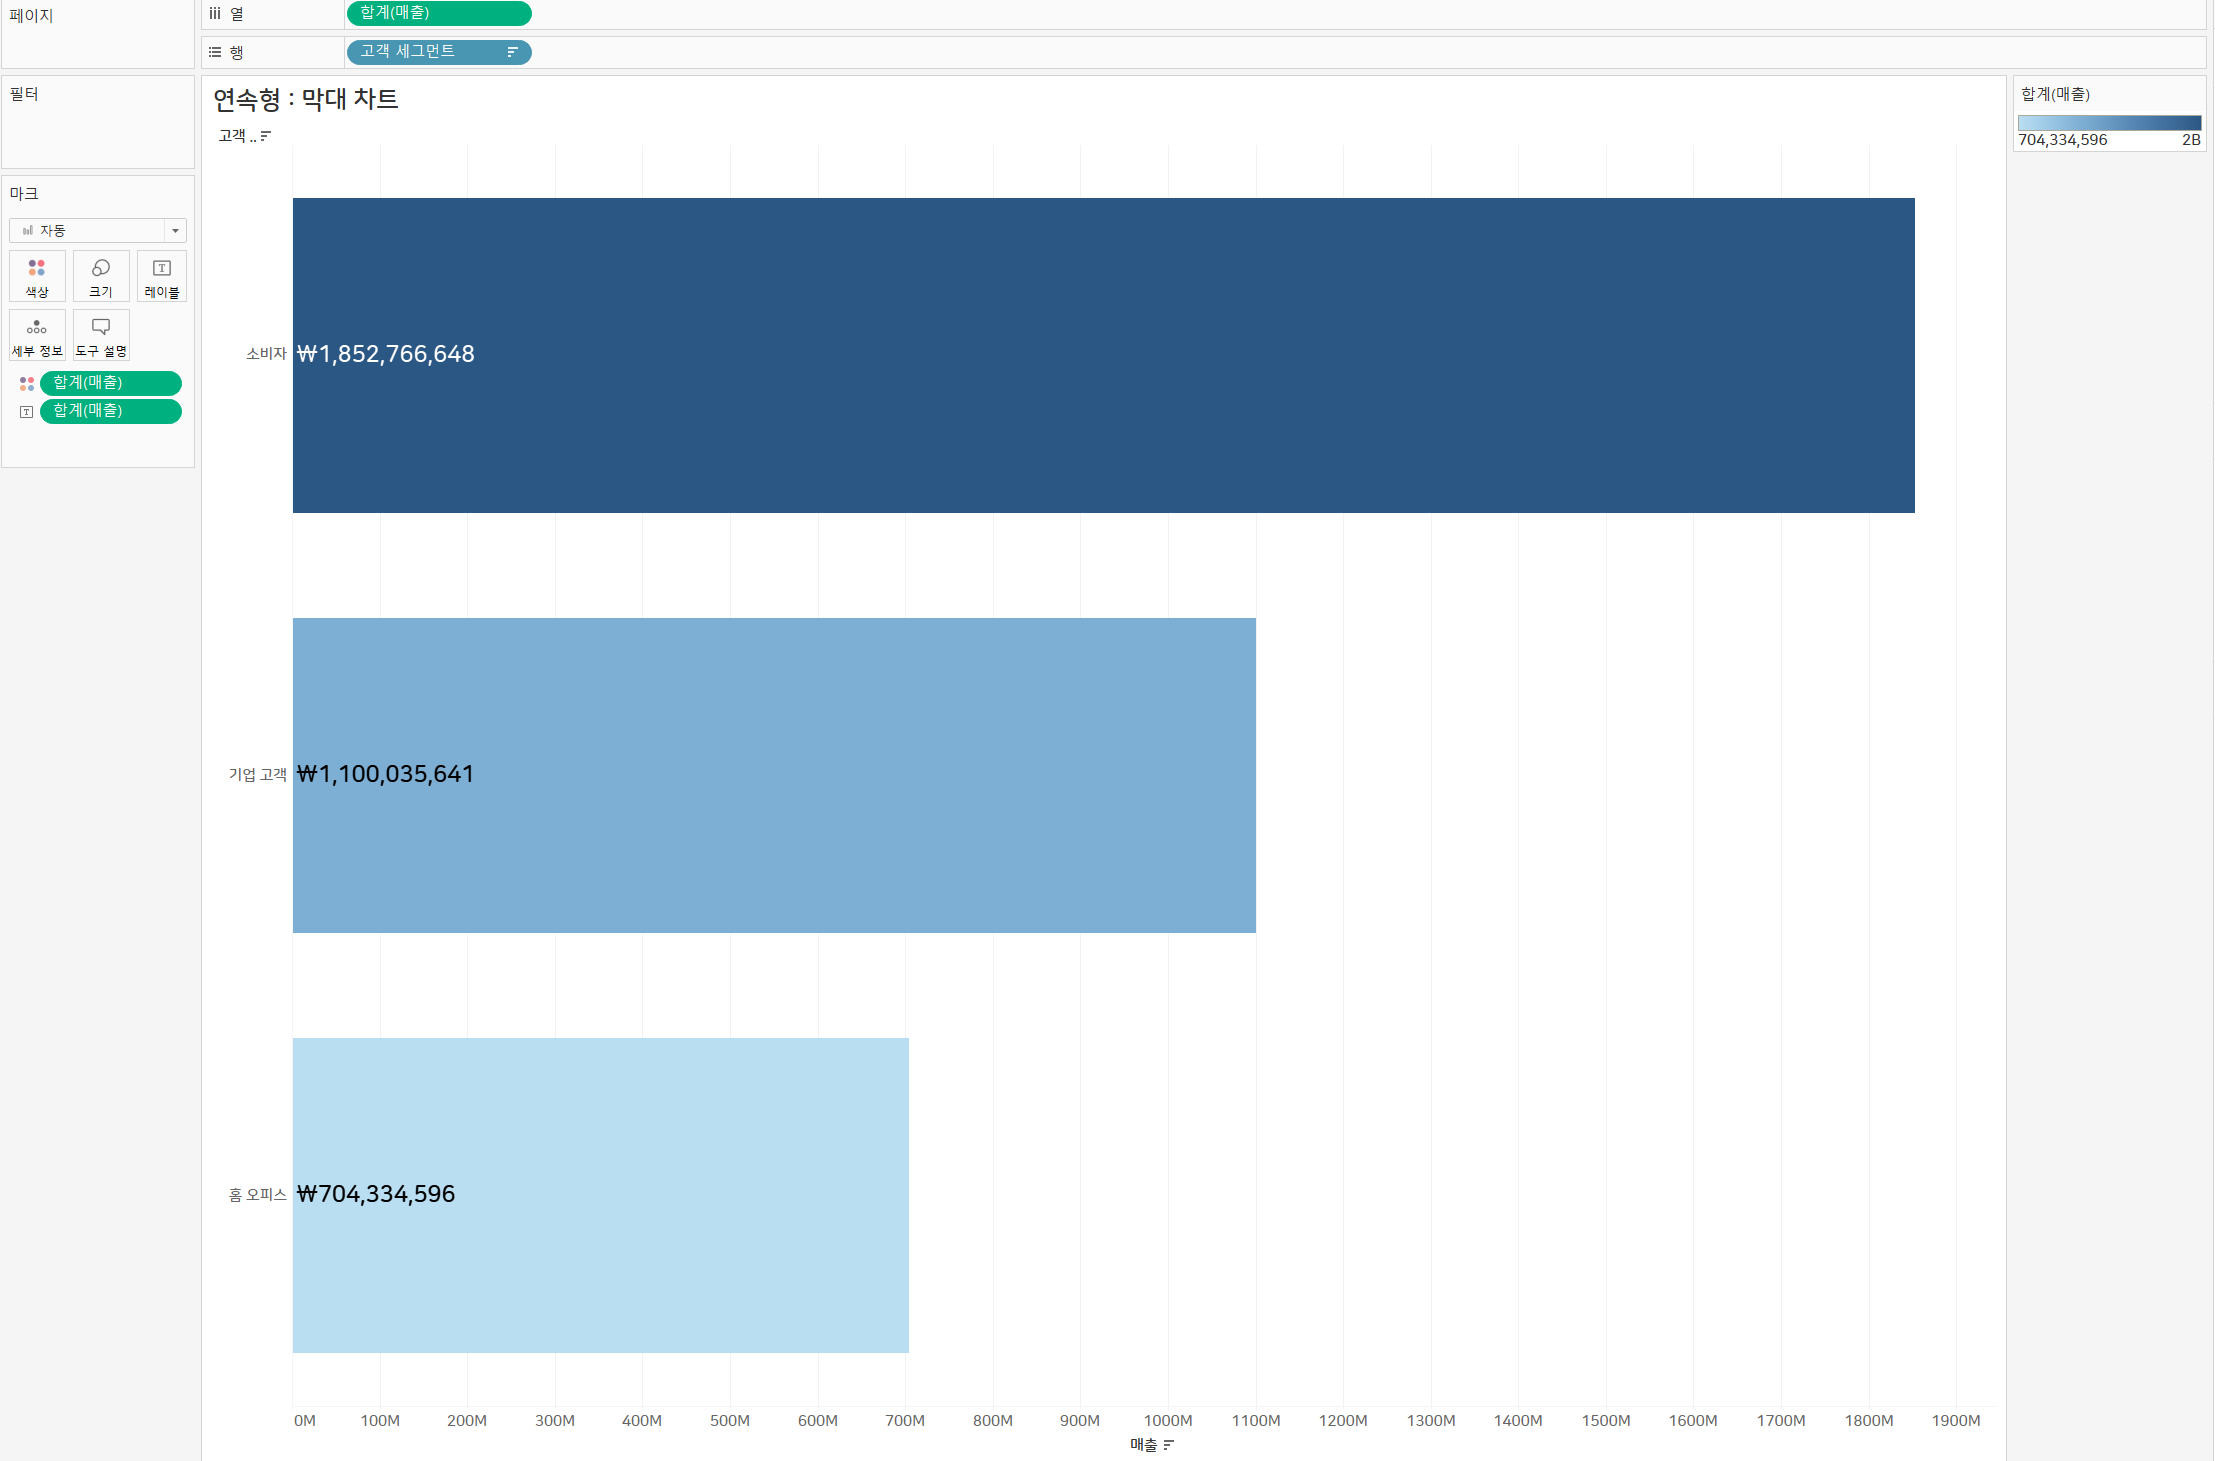 페이지
iii 열
합계(매출)
행
고객 세그먼트
필터
마크
자동
색상
크기
레이블
세부 정보
도구 설명
합계(매출)
합계(매출)
연속형 : 막대 차트
고객 ..
소비자
₩1,852,766,648
기업 고객
₩1,100,035,641
홈 오피스
₩704,334,596
0M 100M 200M 300M 400M 500M 600M 700M 800M 900M 1000M 1100M 1200M 1300M 1400M 1500M 1600M 1700M 1800M 1900M
매출
합계(매출)
704,334,596 2B